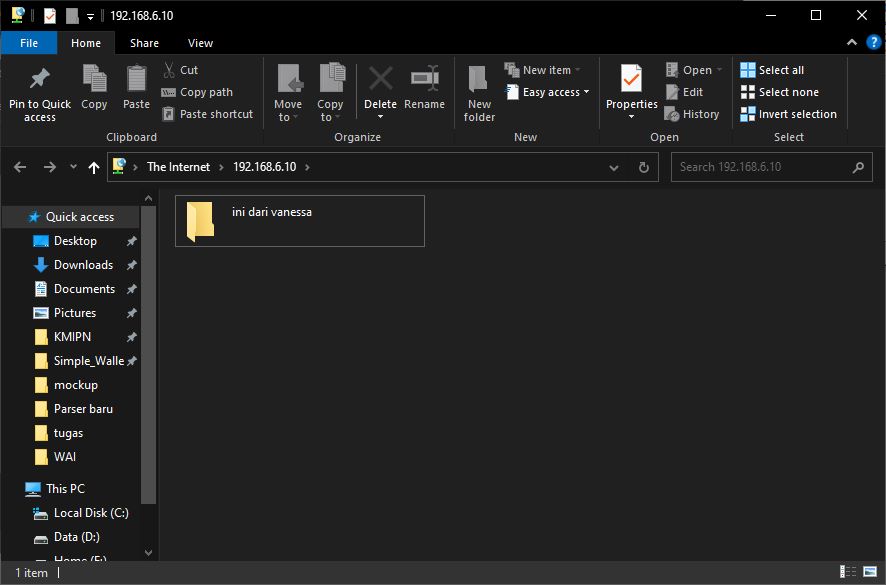 192.168.6.10
File Home Share View
Pin to Quick access
Copy
Paste
Cut
Copy path
Paste shortcut
Clipboard
Move to
Copy to
Delete
Rename
Organize
New folder
New item
Easy access
New
Properties
Open
Edit
History
Open
Select all
Select none
Invert selection
Select
The Internet 192.168.6.10
Search 192.168.6.10
Quick access
Desktop
Downloads
Documents
Pictures
KMIPN
Simple_Walle
mockup
Parser baru
tugas
WAI
This PC
Local Disk (C:)
Data (D:)
Home (E:)
ini dari vanessa
1 item